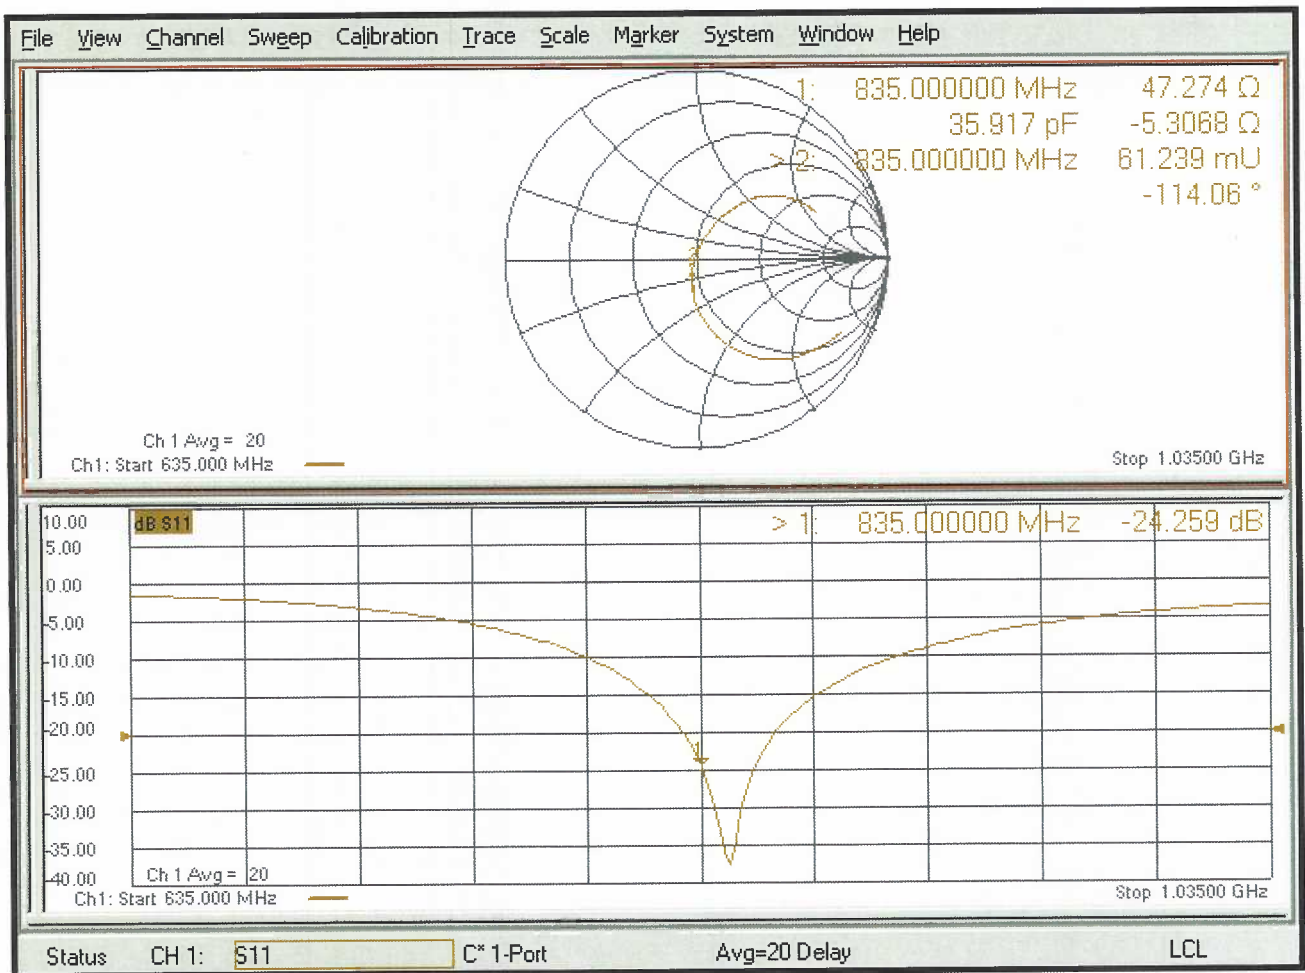 File View Channel Sweep Calibration Trace Scale Marker System Window Help
1: 835.000000 MHz 47.274 Ω
35.917 pF -5.3068 Ω
> 2: 835.000000 MHz 61.239 mU
-114.06 °
Ch 1 Avg = 20
Ch1: Start 635.000 MHz
Stop 1.03500 GHz
10.00
dB S11
> 1: 835.000000 MHz -24.259 dB
5.00
0.00
-5.00
-10.00
-15.00
-20.00
1
-25.00
-30.00
-35.00
-40.00
Ch 1 Avg = 20
Ch1: Start 635.000 MHz
Stop 1.03500 GHz
Status CH 1: S11 C* 1-Port Avg=20 Delay LCL